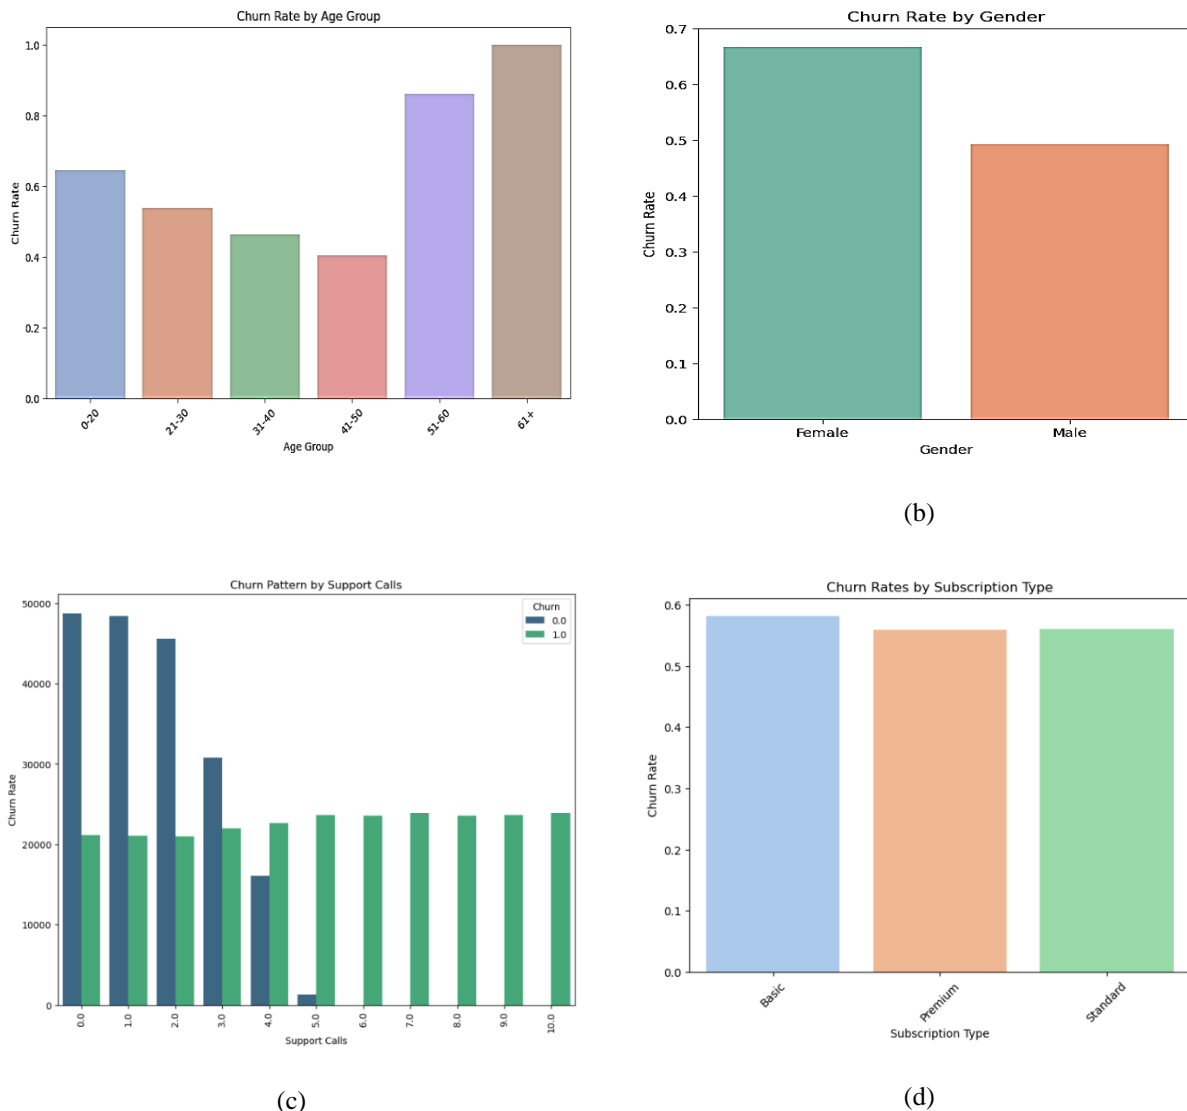 Churn Rate by Age Group
1.0
0.8
0.6
0.4
0.2
0.0
Churn Rate
0-20
21-30
31-40
41-50
51-60
61+
Age Group
Churn Rate by Gender
0.7
0.6
0.5
0.4
0.3
0.2
0.1
0.0
Churn Rate
Female
Male
Gender
(b)
Churn Pattern by Support Calls
50000
40000
30000
20000
10000
0
Churn Rate
Churn
0.0
1.0
0.0
1.0
2.0
3.0
4.0
5.0
6.0
7.0
8.0
9.0
10.0
Support Calls
(c)
Churn Rates by Subscription Type
0.6
0.5
0.4
0.3
0.2
0.1
0.0
Churn Rate
Basic
Premium
Standard
Subscription Type
(d)